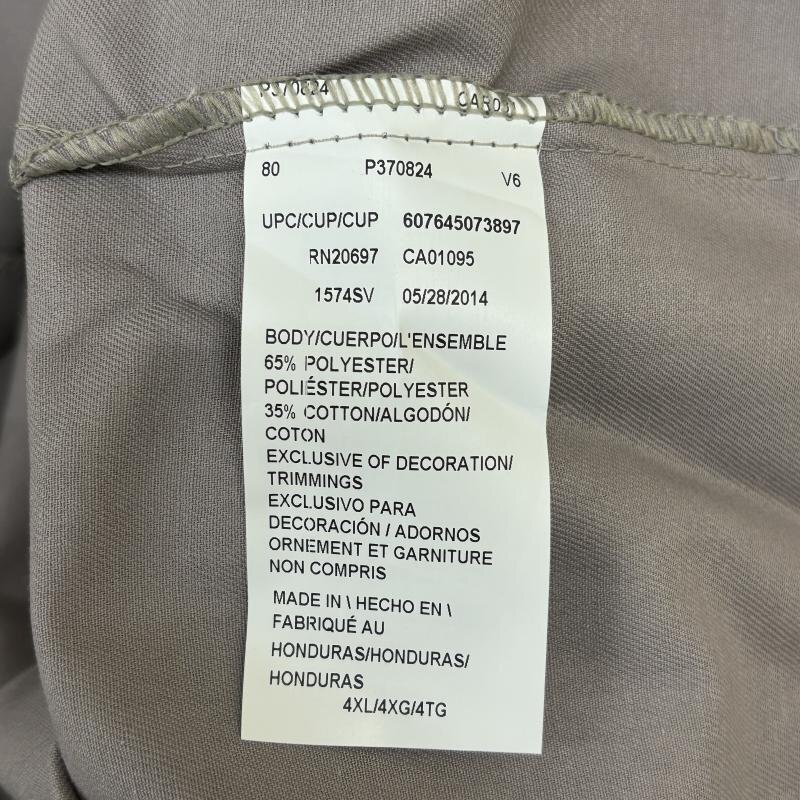 P370824
80 P370824 V6
UPC/CUP/CUP 607645073897
RN20697 CA01095
1574SV 05/28/2014
BODY/CUERPO/L'ENSEMBLE
65% POLYESTER/
POLIÉSTER/POLYESTER
35% COTTON/ALGODÓN/
COTON
EXCLUSIVE OF DECORATION/
TRIMMINGS
EXCLUSIVO PARA
DECORACIÓN / ADORNOS
ORNEMENT ET GARNITURE
NON COMPRIS
MADE IN \ HECHO EN \
FABRIQUÉ AU
HONDURAS/HONDURAS/
HONDURAS
4XL/4XG/4TG